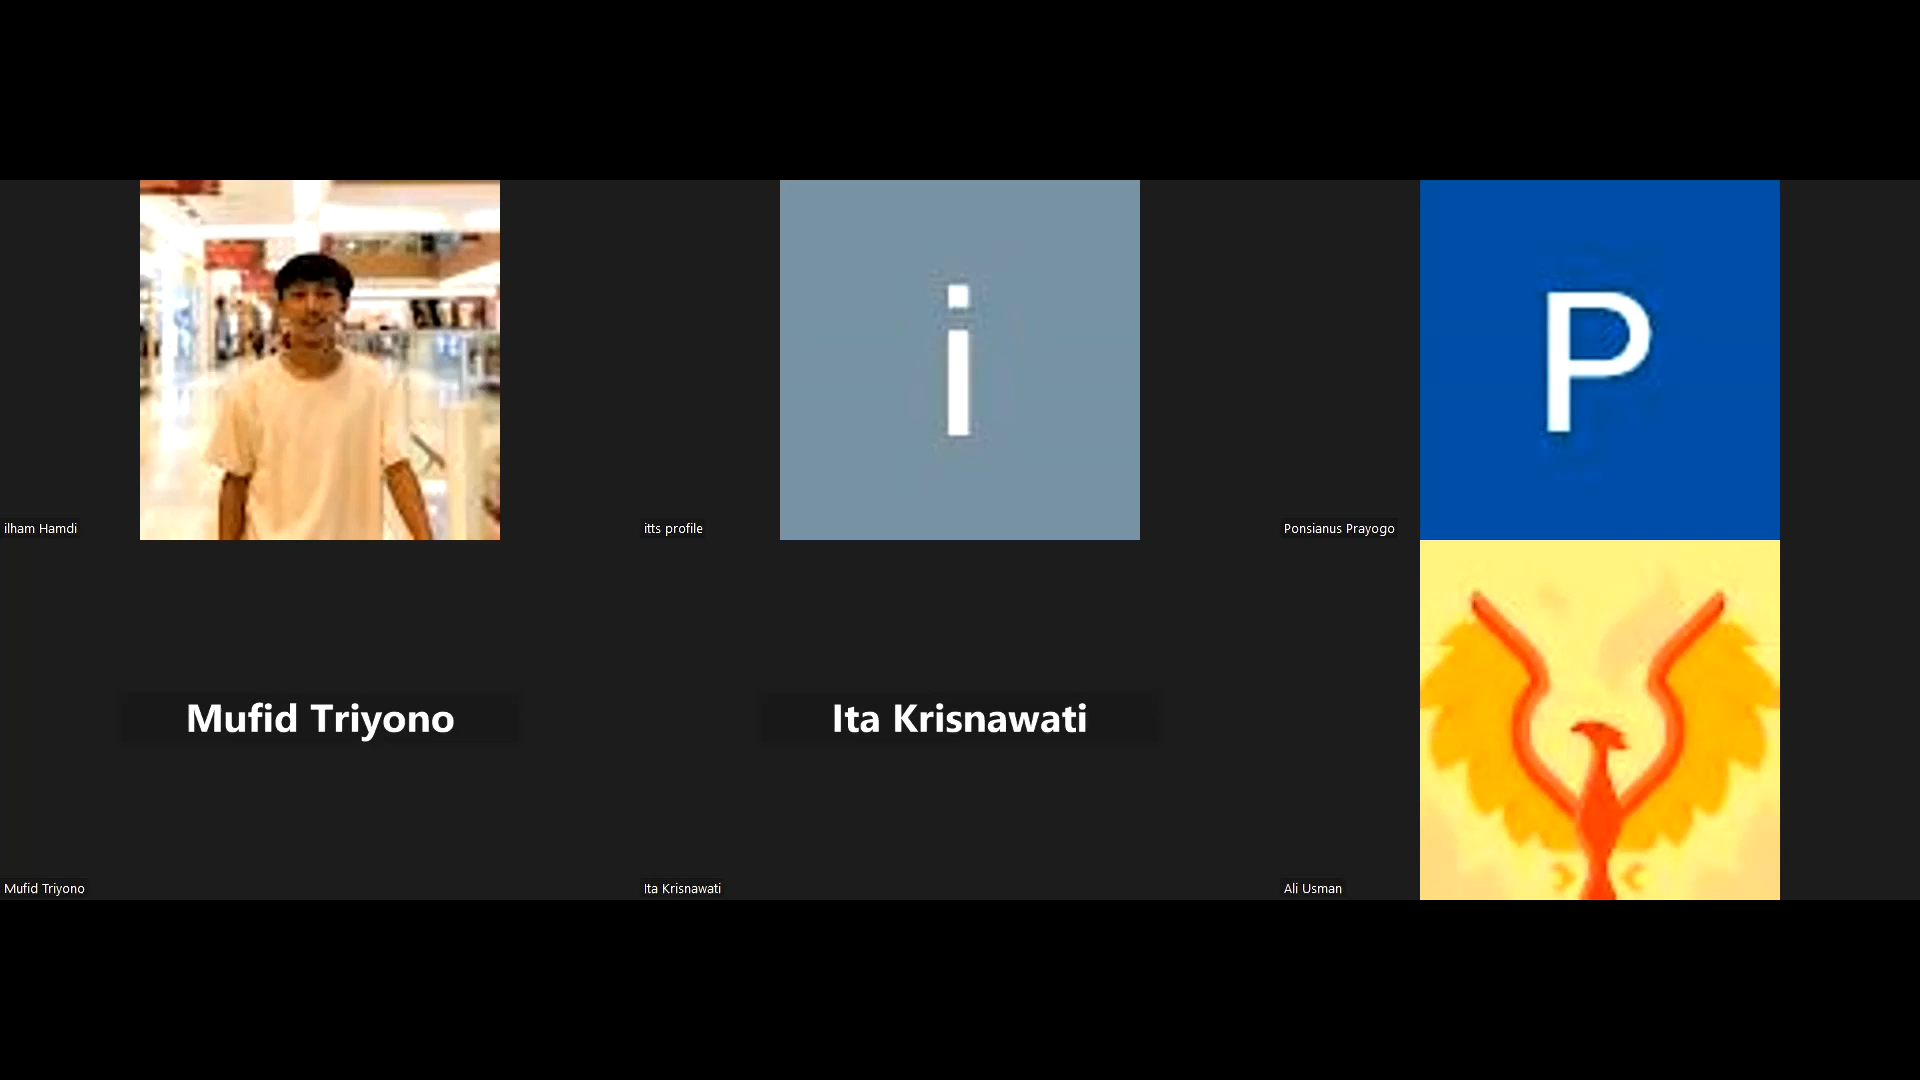 ilham Hamdi
i
itts profile
P
Ponsianus Prayogo
Mufid Triyono
Mufid Triyono
Ita Krisnawati
Ita Krisnawati
Ali Usman